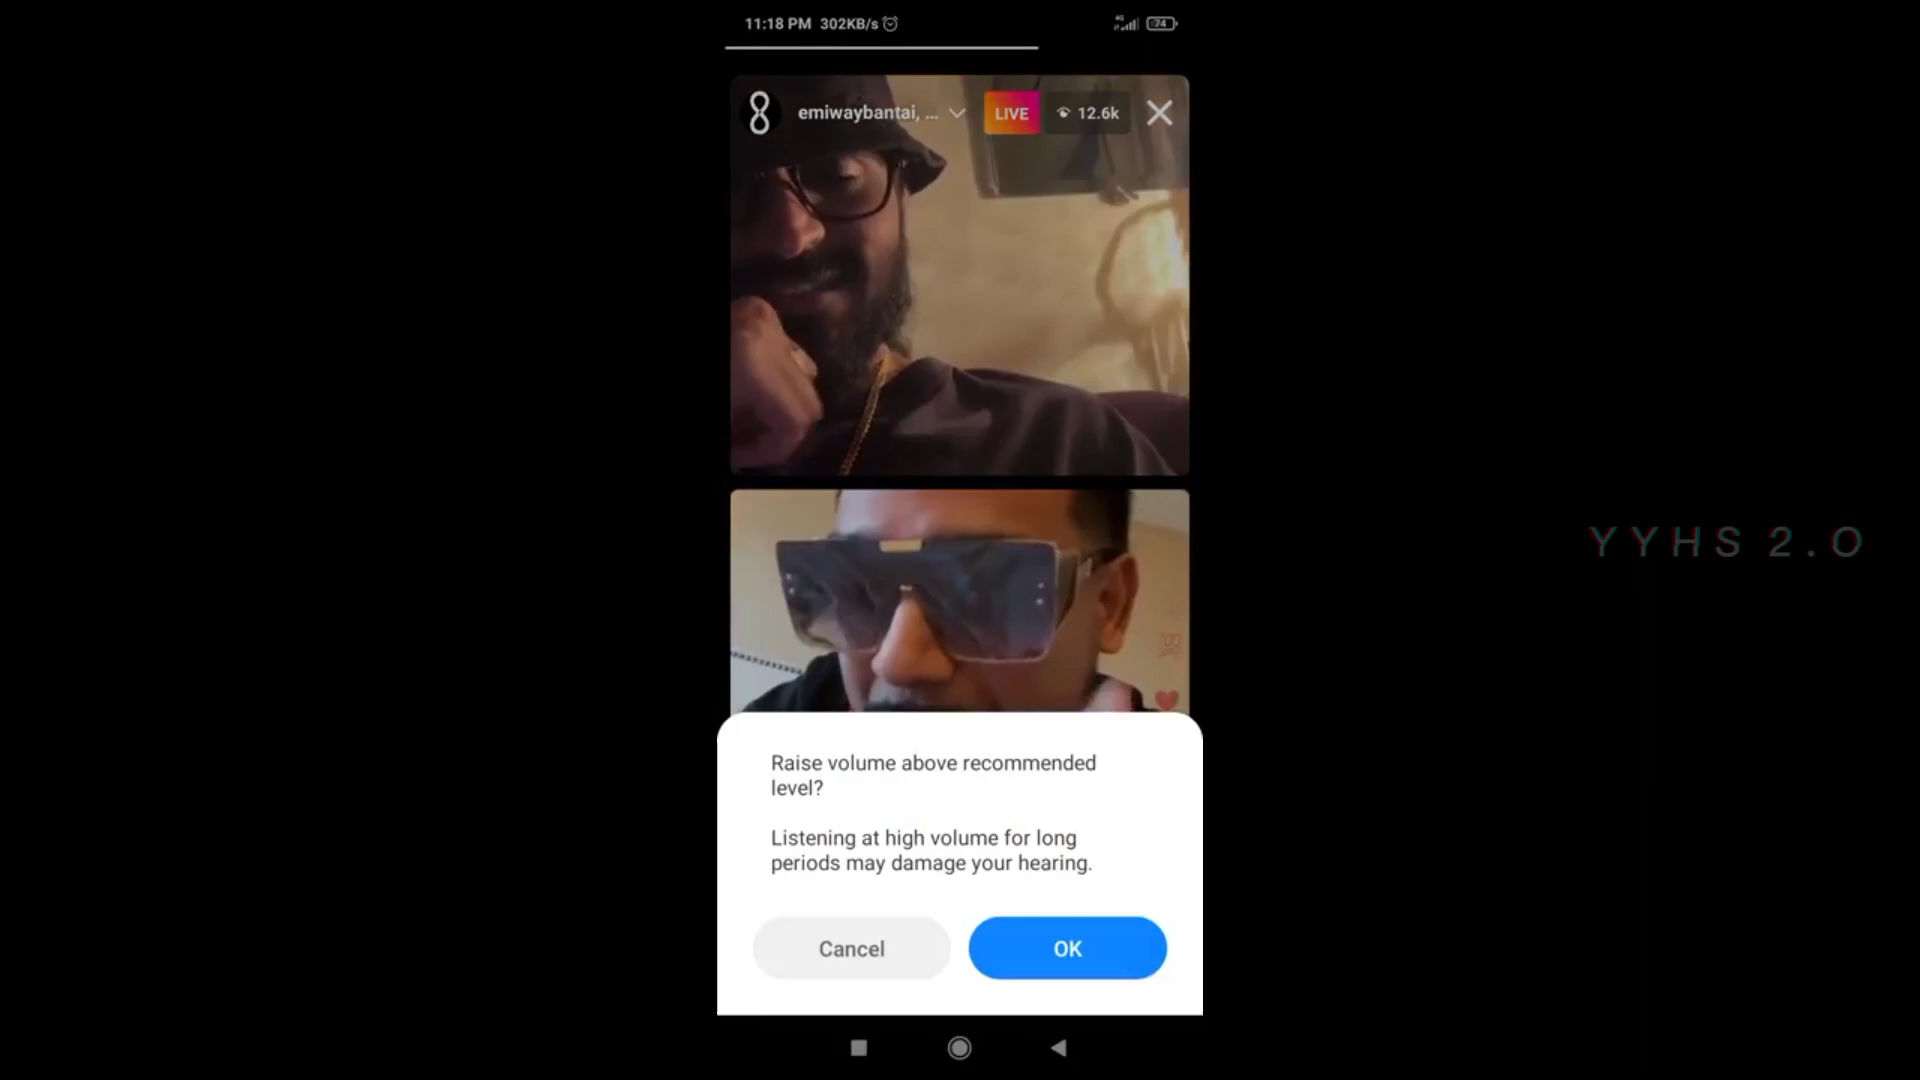 11:18 PM 302KB/s
4G
74
emiwaybantai, ...
LIVE
12.6k
YYHS 2.O
Raise volume above recommended
level?
Listening at high volume for long
periods may damage your hearing.
Cancel
OK